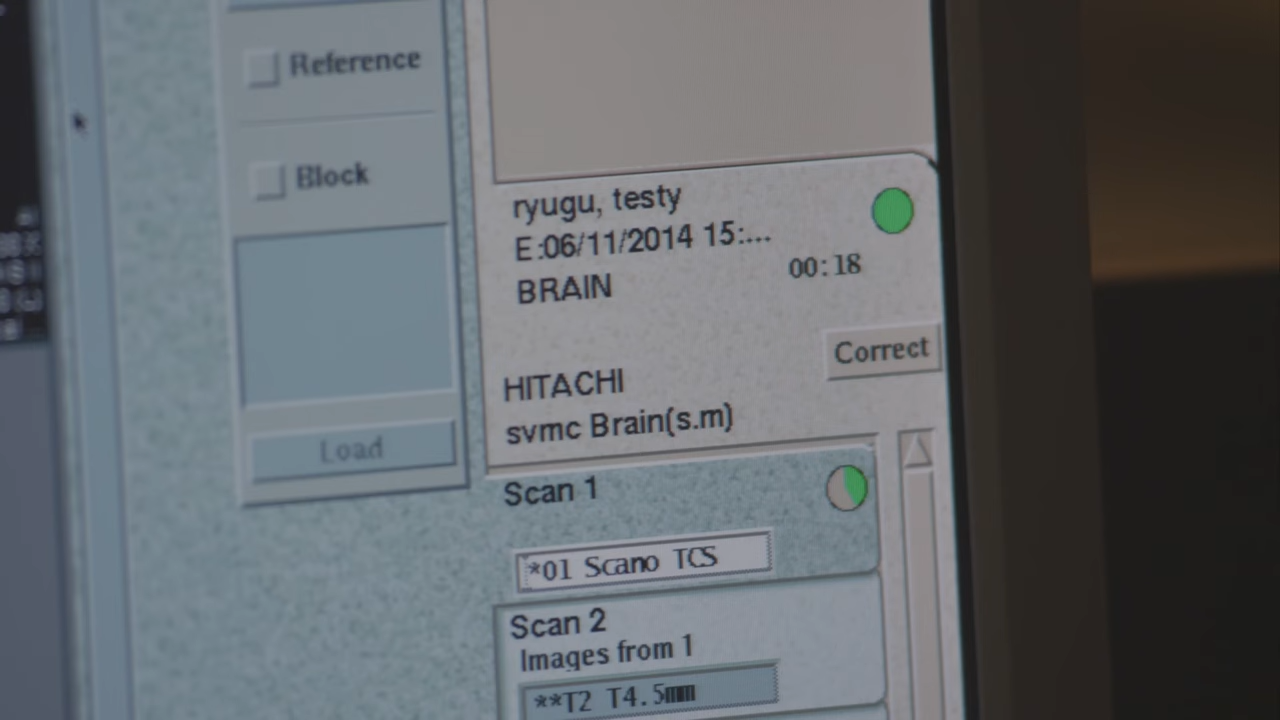 Reference
Block
Load
ryugu, testy
E:06/11/2014 15:...
00:18
BRAIN
Correct
HITACHI
svmc Brain(s.m)
Scan 1
*01 Scano TCS
Scan 2
Images from 1
**T2 T4.5mm